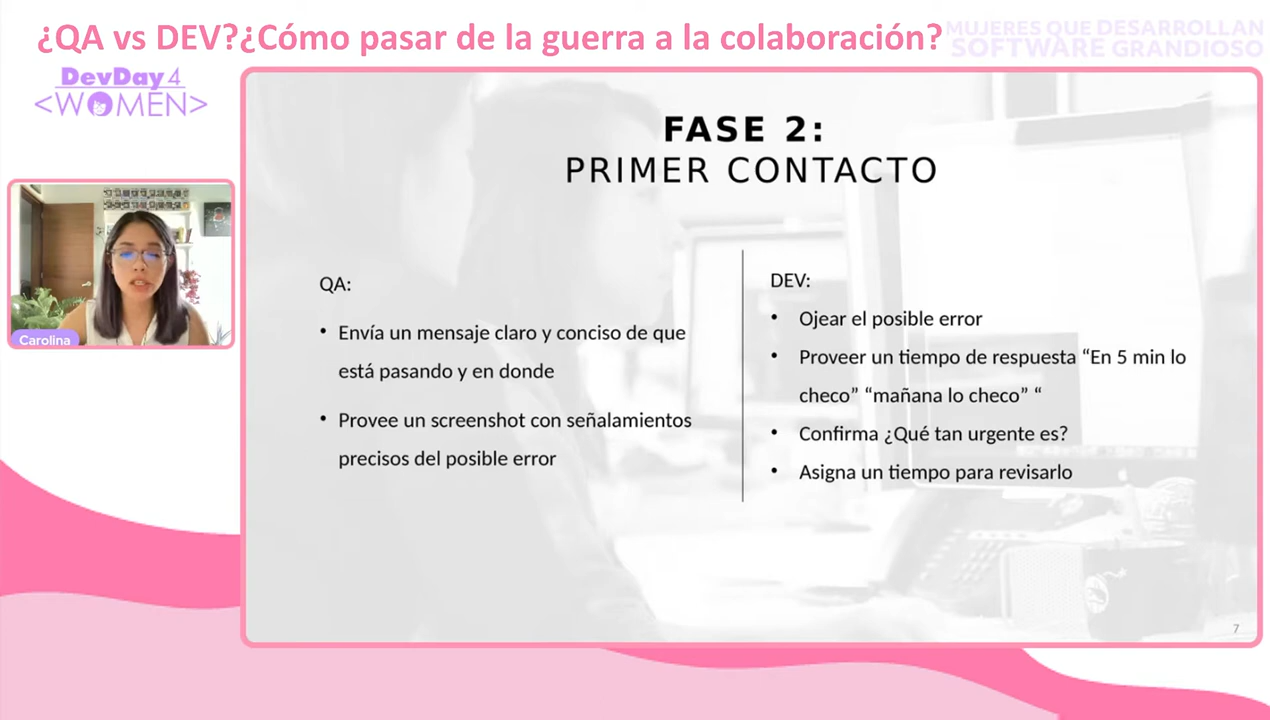 ¿QA vs DEV?¿Cómo pasar de la guerra a la colaboración?
MUJERES QUE DESARROLLAN
SOFTWARE GRANDIOSO
DevDay 4
<WOMEN>
Carolina
FASE 2:
PRIMER CONTACTO
QA:
• Envía un mensaje claro y conciso de que
está pasando y en donde
• Provee un screenshot con señalamientos
precisos del posible error
DEV:
• Ojear el posible error
• Proveer un tiempo de respuesta “En 5 min lo
checo” “mañana lo checo” “
• Confirma ¿Qué tan urgente es?
• Asigna un tiempo para revisarlo
7